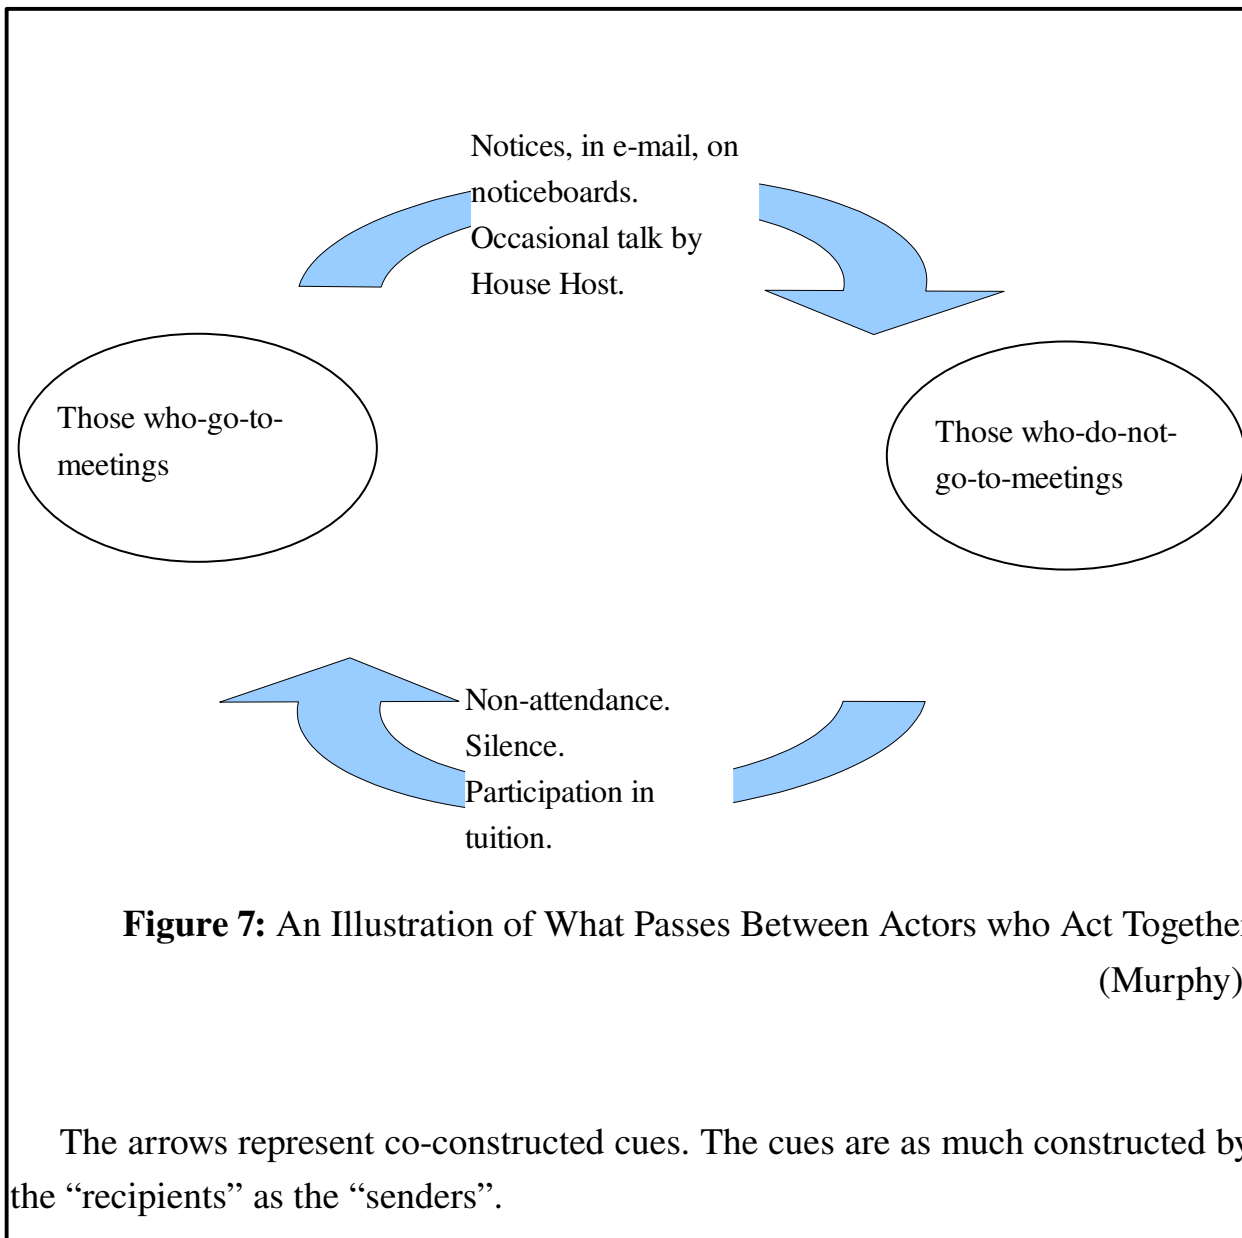 Notices, in e-mail, on
noticeboards.
Occasional talk by
House Host.
Those who-go-to-
meetings
Those who-do-not-
go-to-meetings
Non-attendance.
Silence.
Participation in
tuition.
Figure 7: An Illustration of What Passes Between Actors who Act Together
(Murphy)
The arrows represent co-constructed cues. The cues are as much constructed by
the “recipients” as the “senders”.